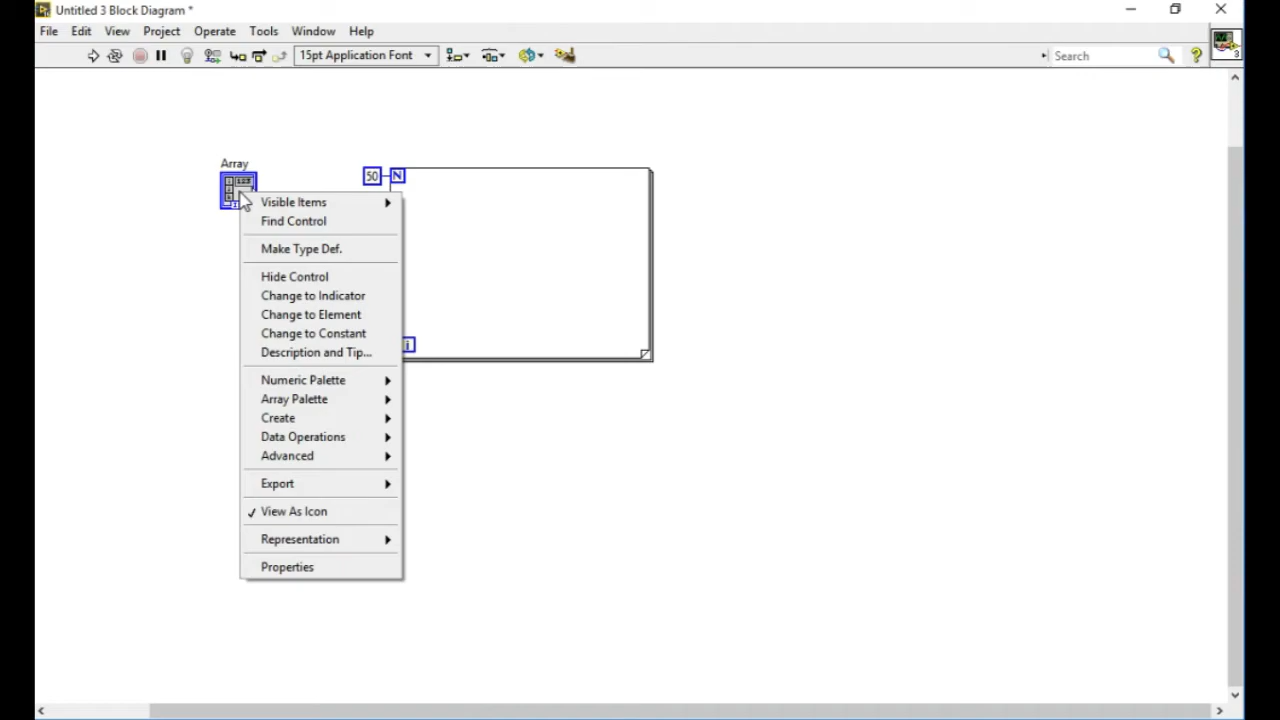 Untitled 3 Block Diagram *
File Edit View Project Operate Tools Window Help
15pt Application Font
Search
?
3
Array
50
N
Visible Items
Find Control
Make Type Def.
Hide Control
Change to Indicator
Change to Element
Change to Constant
i
Description and Tip...
Numeric Palette
Array Palette
Create
Data Operations
Advanced
Export
✓ View As Icon
Representation
Properties